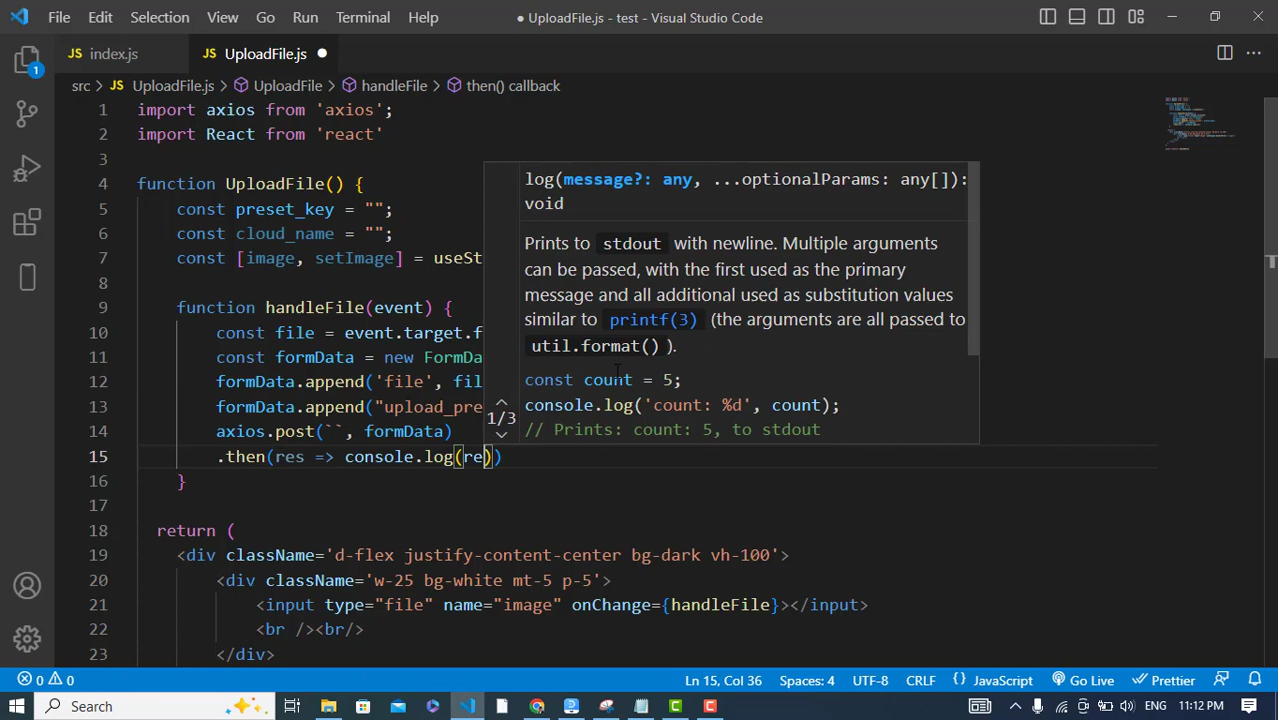 File Edit Selection View Go Run Terminal Help
● UploadFile.js - test - Visual Studio Code
JS index.js
JS UploadFile.js ●
src > JS UploadFile.js > UploadFile > handleFile > then() callback
1 import axios from 'axios';
2 import React from 'react'
3
4 function UploadFile() {
5 const preset_key = "";
6 const cloud_name = "";
7 const [image, setImage] = useSt
8
9 function handleFile(event) {
10 const file = event.target.f
11 const formData = new FormDa
12 formData.append('file', fil
13 formData.append("upload_pre
14 axios.post(``, formData)
15 .then(res => console.log(re))
16 }
17
18 return (
19 <div className='d-flex justify-content-center bg-dark vh-100'>
20 <div className='w-25 bg-white mt-5 p-5'>
21 <input type="file" name="image" onChange={handleFile}></input>
22 <br /><br/>
23 </div>
log(message?: any, ...optionalParams: any[]):
void
Prints to stdout with newline. Multiple arguments
can be passed, with the first used as the primary
message and all additional used as substitution values
similar to printf(3) (the arguments are all passed to
util.format() ).
1/3
const count = 5;
console.log('count: %d', count);
// Prints: count: 5, to stdout
1
0 0
Ln 15, Col 36 Spaces: 4 UTF-8 CRLF {} JavaScript Go Live Prettier
Search
11:12 PM